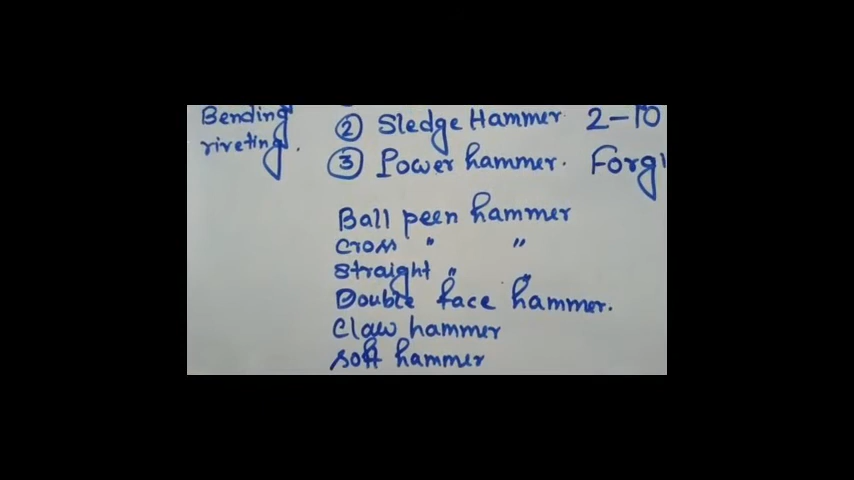 Bending
riveting.
② Sledge Hammer 2-10
③ Power hammer. Forgi
Ball peen hammer
Cross " "
Straight " "
Double face hammer.
Claw hammer
soft hammer